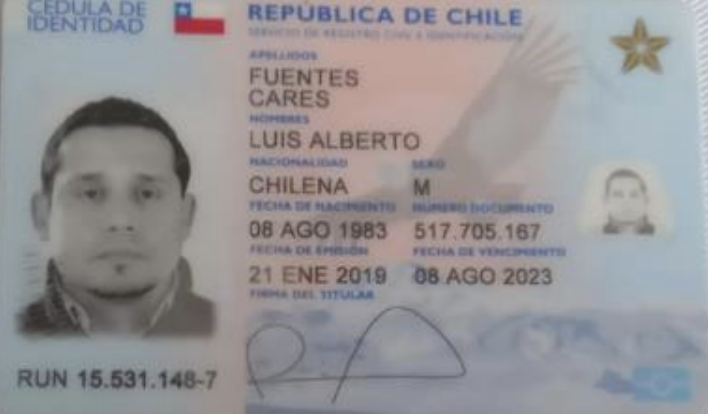 CEDULA DE
IDENTIDAD
REPÚBLICA DE CHILE
SERVICIO DE REGISTRO CIVIL E IDENTIFICACIÓN
APELLIDOS
FUENTES
CARES
NOMBRES
LUIS ALBERTO
NACIONALIDAD SEXO
CHILENA M
FECHA DE NACIMIENTO NUMERO DOCUMENTO
08 AGO 1983 517.705.167
FECHA DE EMISIÓN FECHA DE VENCIMIENTO
21 ENE 2019 08 AGO 2023
FIRMA DEL TITULAR
RUN 15.531.148-7